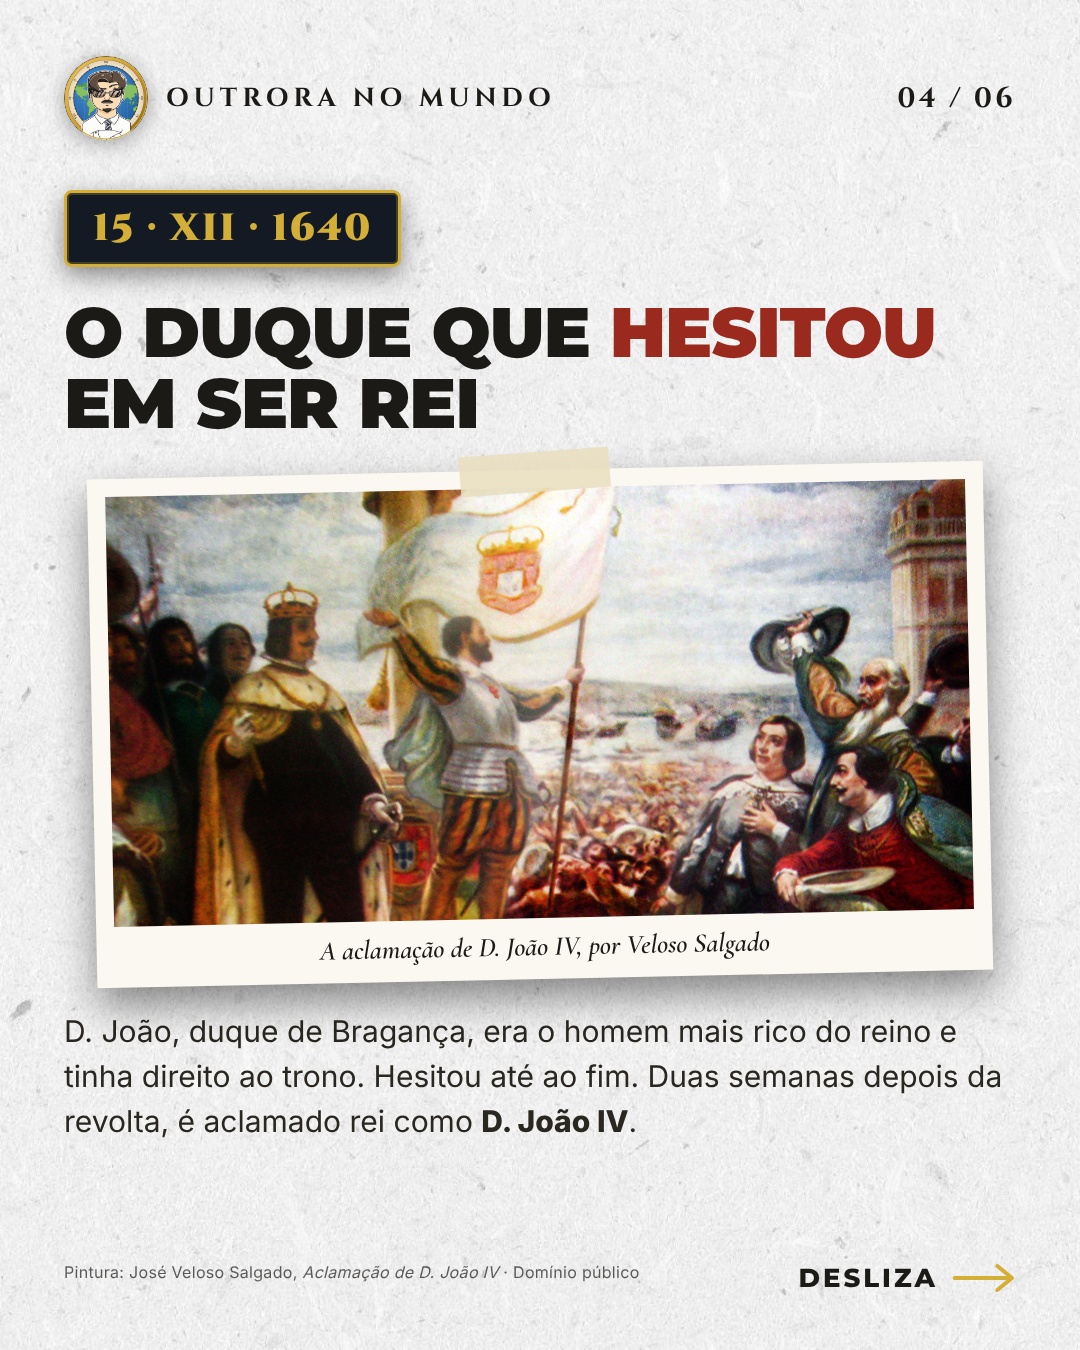 OUTRORA NO MUNDO
04 / 06
15 · XII · 1640
O DUQUE QUE HESITOU
EM SER REI
A aclamação de D. João IV, por Veloso Salgado
D. João, duque de Bragança, era o homem mais rico do reino e
tinha direito ao trono. Hesitou até ao fim. Duas semanas depois da
revolta, é aclamado rei como D. João IV.
Pintura: José Veloso Salgado, Aclamação de D. João IV · Domínio público
DESLIZA